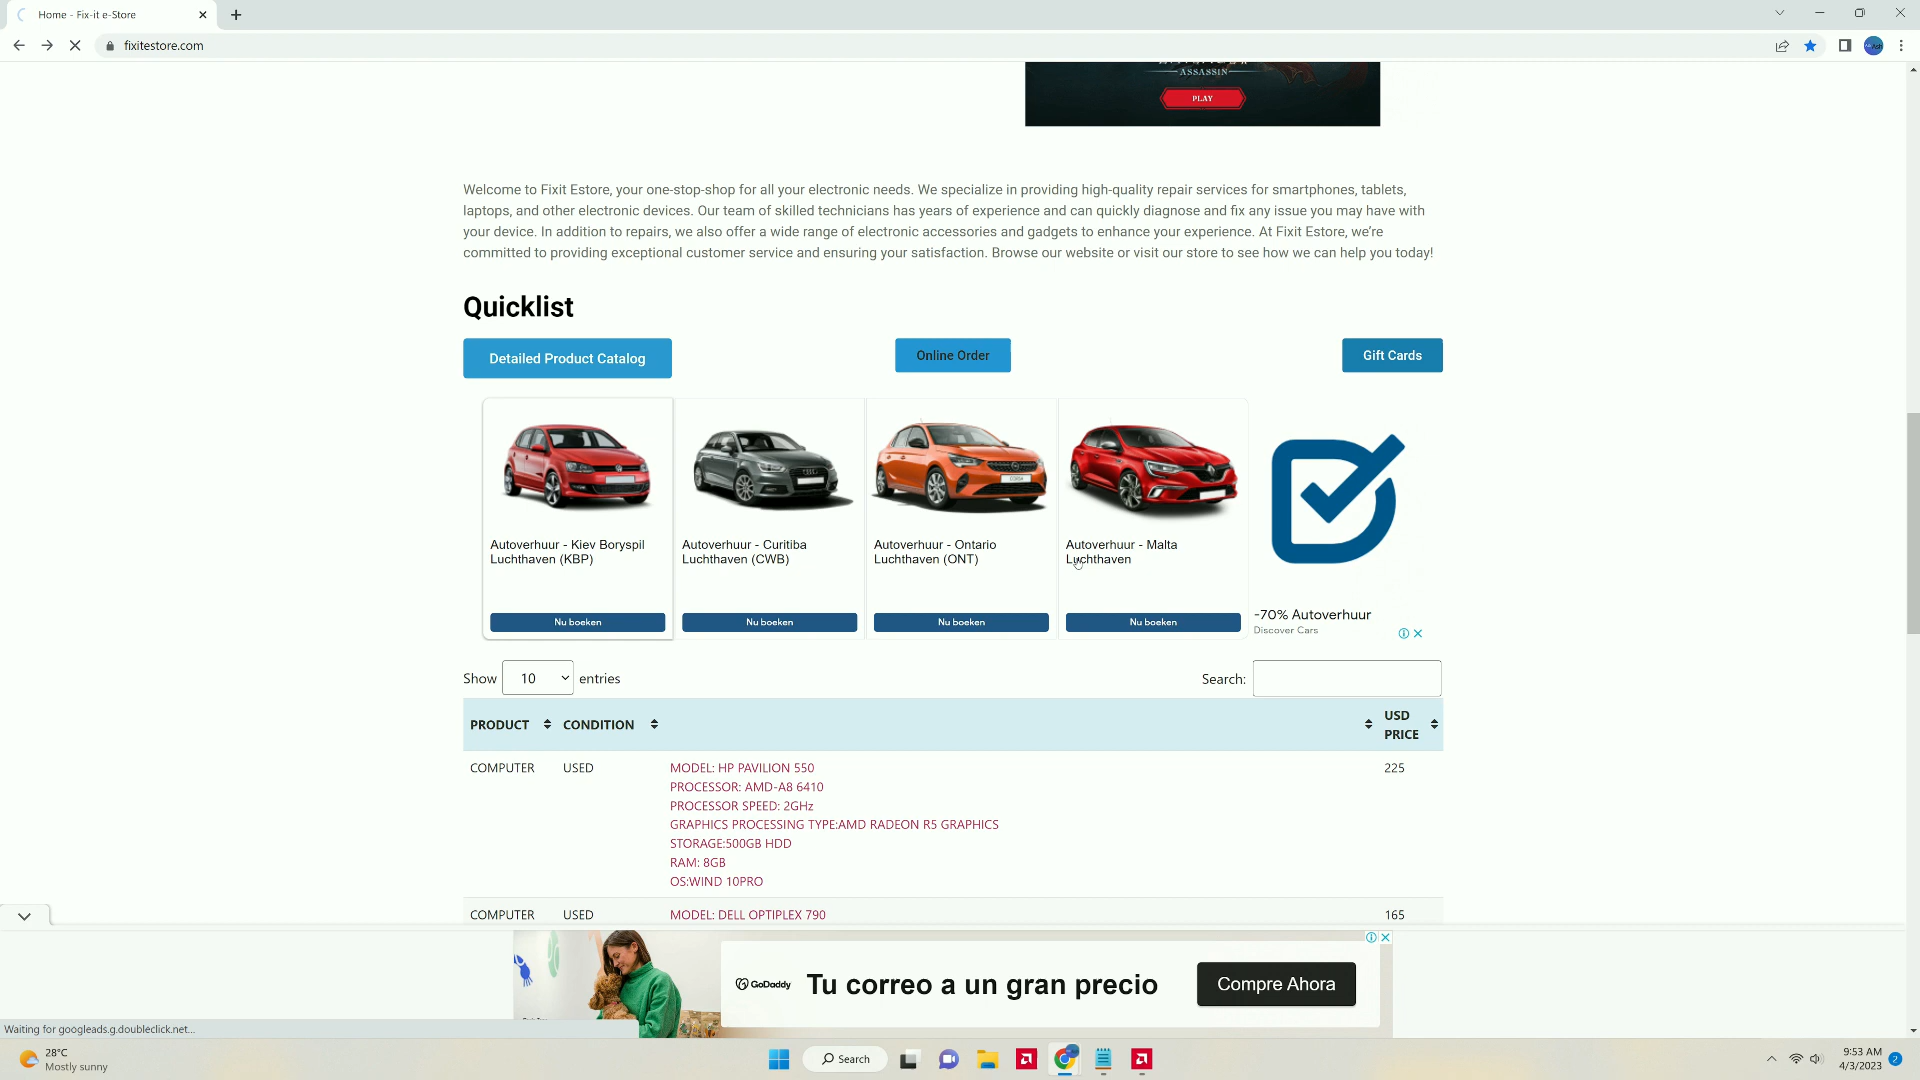 Home - Fix-it e-Store
fixitestore.com
ASSASSIN
PLAY
Welcome to Fixit Estore, your one-stop-shop for all your electronic needs. We specialize in providing high-quality repair services for smartphones, tablets,
laptops, and other electronic devices. Our team of skilled technicians has years of experience and can quickly diagnose and fix any issue you may have with
your device. In addition to repairs, we also offer a wide range of electronic accessories and gadgets to enhance your experience. At Fixit Estore, we’re
committed to providing exceptional customer service and ensuring your satisfaction. Browse our website or visit our store to see how we can help you today!
Quicklist
Detailed Product Catalog
Online Order
Gift Cards
Autoverhuur - Kiev Boryspil
Luchthaven (KBP)
Nu boeken
Autoverhuur - Curitiba
Luchthaven (CWB)
Nu boeken
Autoverhuur - Ontario
Luchthaven (ONT)
Nu boeken
Autoverhuur - Malta
Luchthaven
Nu boeken
-70% Autoverhuur
Discover Cars
Show 10 entries
Search:
PRODUCT CONDITION USD PRICE
COMPUTER USED MODEL: HP PAVILION 550 225
PROCESSOR: AMD-A8 6410
PROCESSOR SPEED: 2GHz
GRAPHICS PROCESSING TYPE:AMD RADEON R5 GRAPHICS
STORAGE:500GB HDD
RAM: 8GB
OS:WIND 10PRO
COMPUTER USED MODEL: DELL OPTIPLEX 790 165
GoDaddy Tu correo a un gran precio Compre Ahora
Waiting for googleads.g.doubleclick.net...
28°C
Mostly sunny
Search
9:53 AM
4/3/2023
2